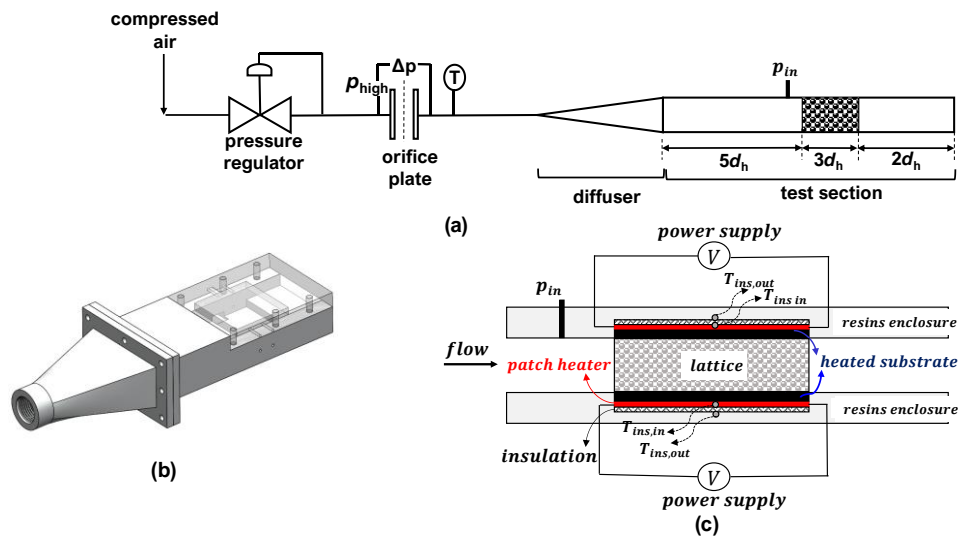 compressed
air
pressure
regulator
p_high
Δp
orifice
plate
T
p_in
5d_h
3d_h
2d_h
diffuser
test section
(a)
(b)
power supply
V
T_ins,out
T_ins in
p_in
resins enclosure
flow
patch heater
lattice
heated substrate
resins enclosure
T_ins,in
T_ins,out
insulation
V
power supply
(c)